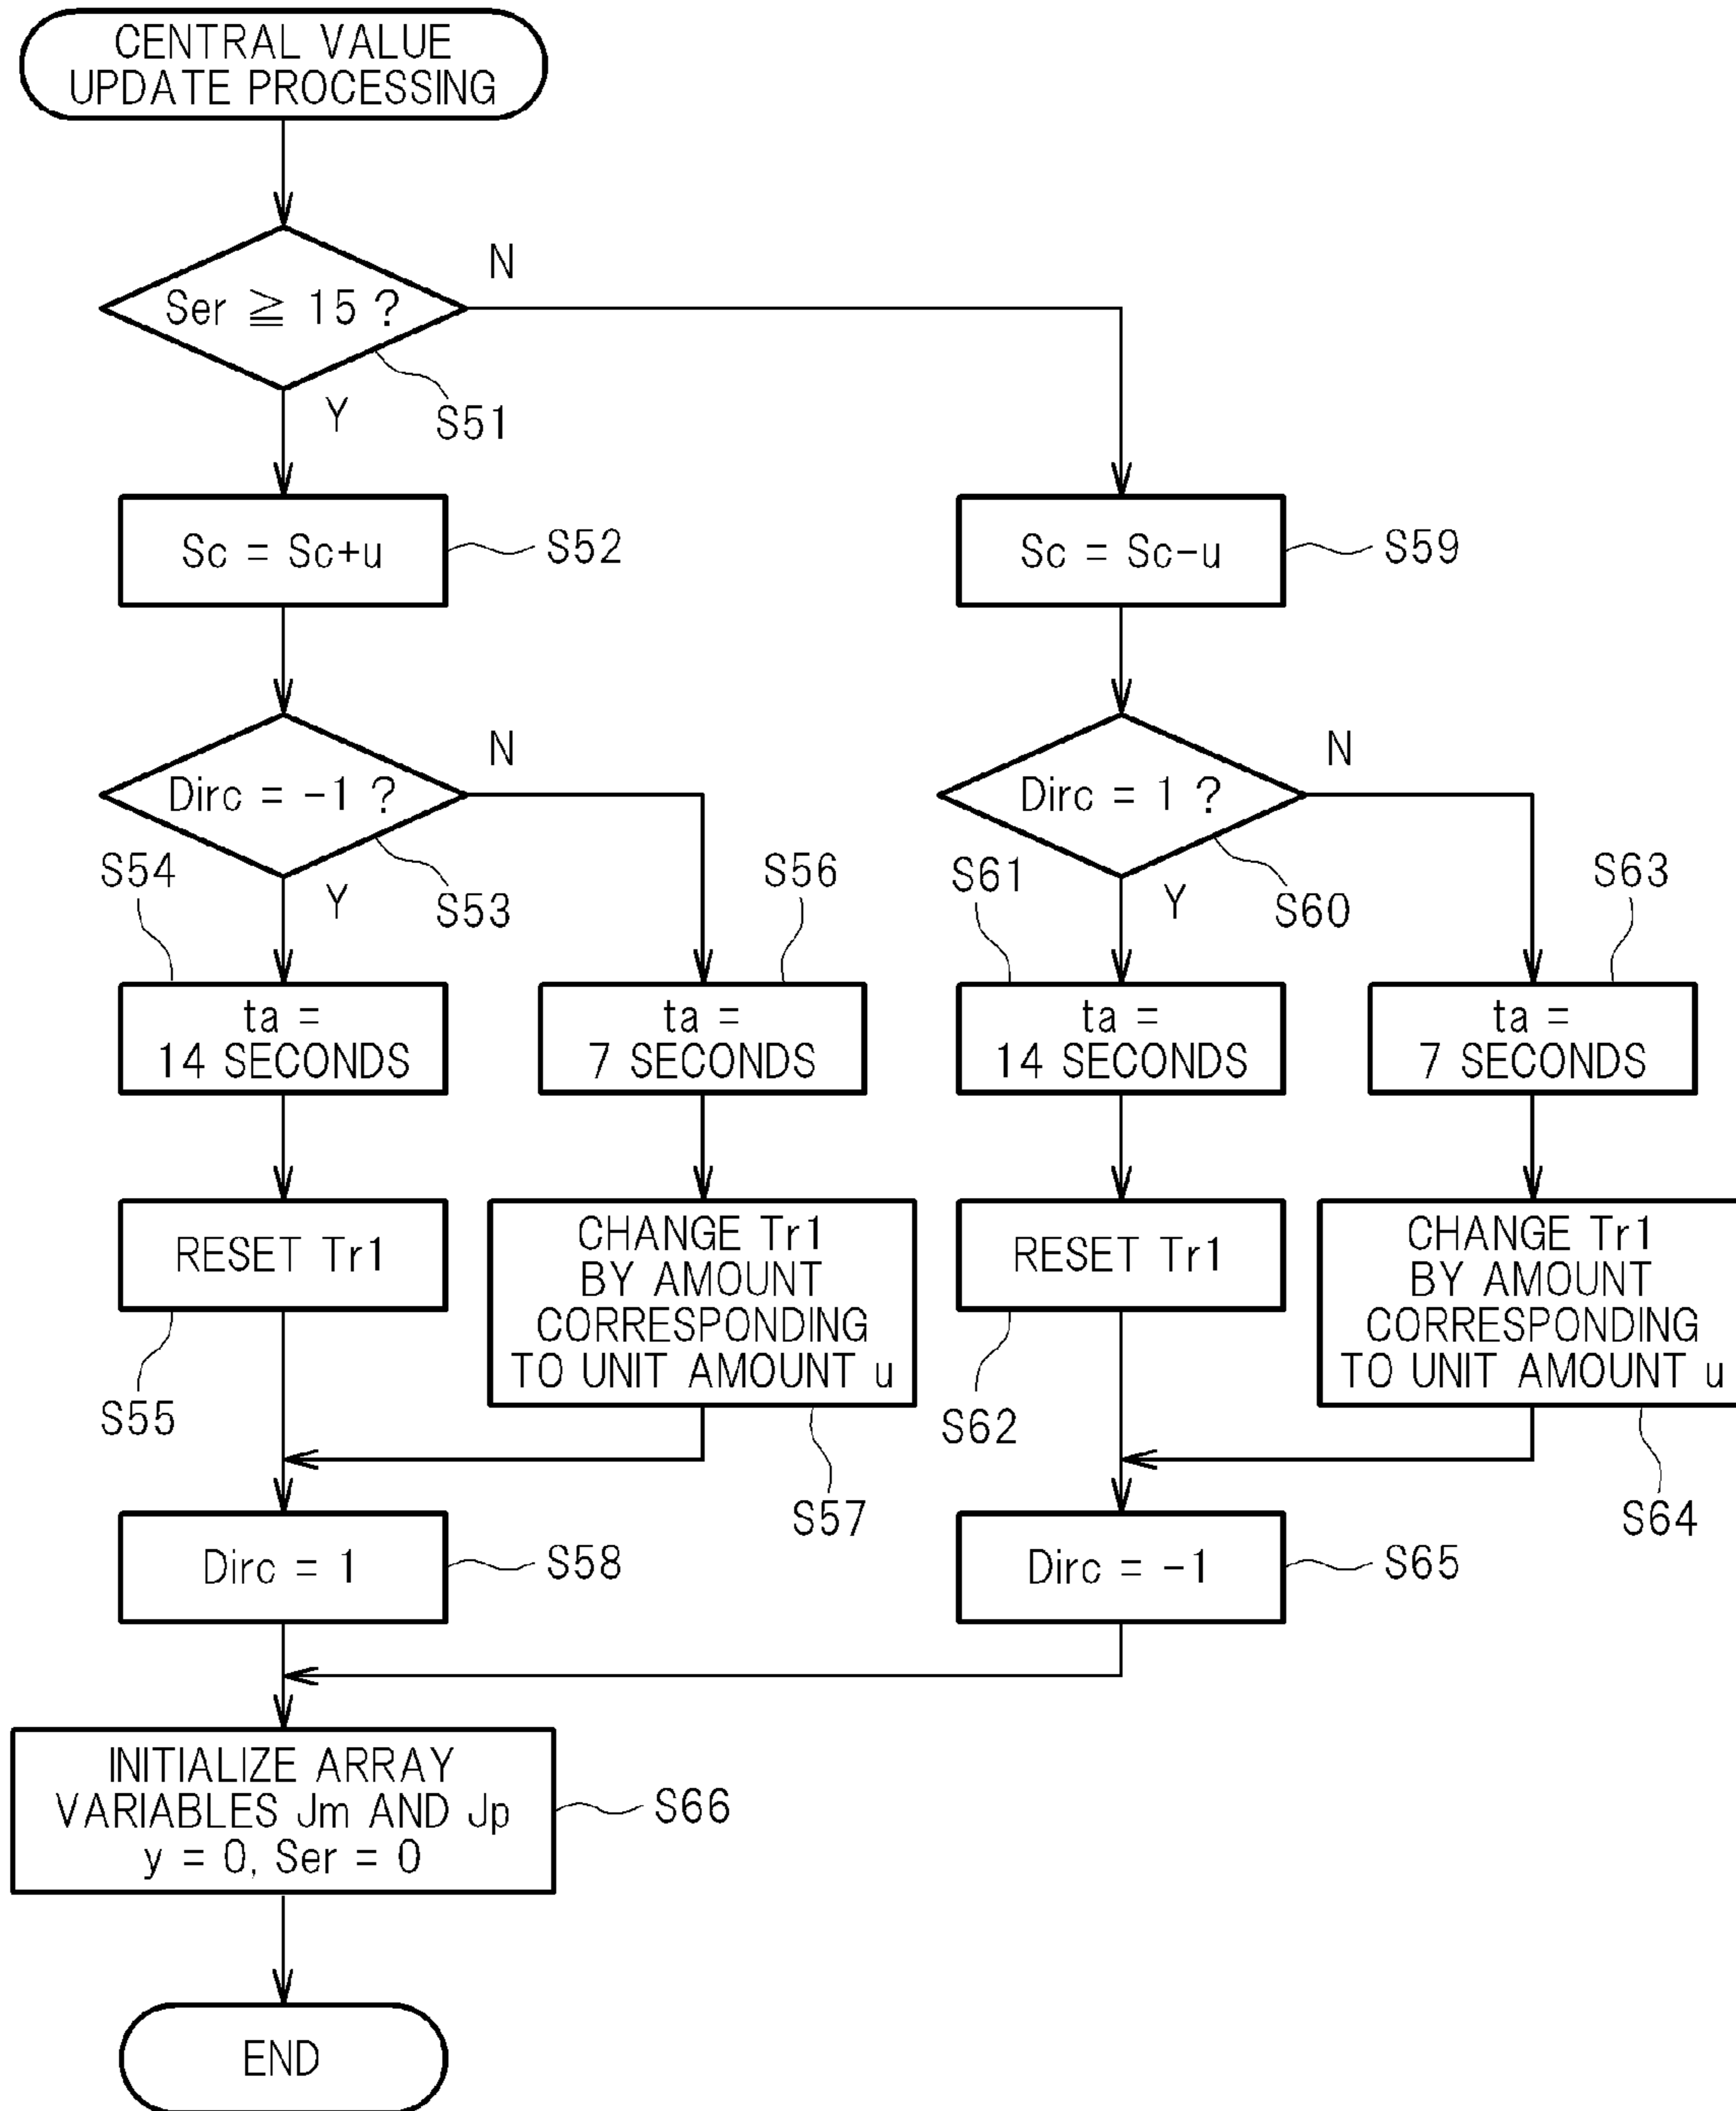 CENTRAL VALUE
UPDATE PROCESSING
N
Ser ≧ 15 ?
Y
S51
Sc = Sc+u
S52
Sc = Sc-u
S59
N
N
Dirc = -1 ?
Dirc = 1 ?
S54
Y
S53
S56
S61
Y
S60
S63
ta =
14 SECONDS
ta =
7 SECONDS
ta =
14 SECONDS
ta =
7 SECONDS
RESET Tr1
CHANGE Tr1
BY AMOUNT
CORRESPONDING
TO UNIT AMOUNT u
RESET Tr1
CHANGE Tr1
BY AMOUNT
CORRESPONDING
TO UNIT AMOUNT u
S55
S57
S62
S64
Dirc = 1
S58
Dirc = -1
S65
INITIALIZE ARRAY
VARIABLES Jm AND Jp
y = 0, Ser = 0
S66
END